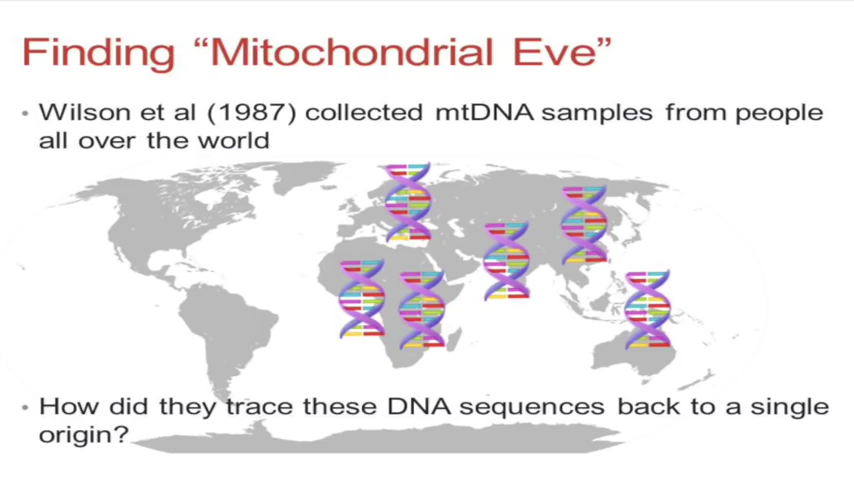 Finding “Mitochondrial Eve”
• Wilson et al (1987) collected mtDNA samples from people
all over the world
• How did they trace these DNA sequences back to a single
origin?